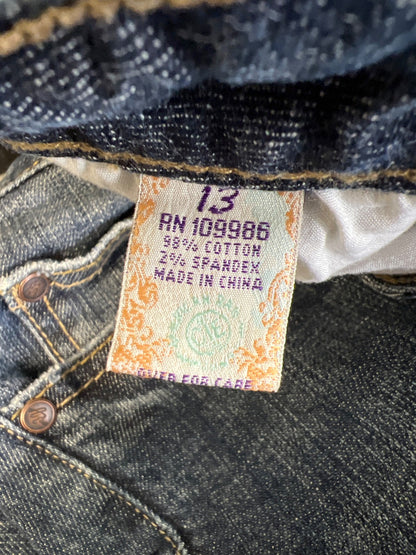 13
RN 109986
98% COTTON
2% SPANDEX
MADE IN CHINA
OVER FOR CARE